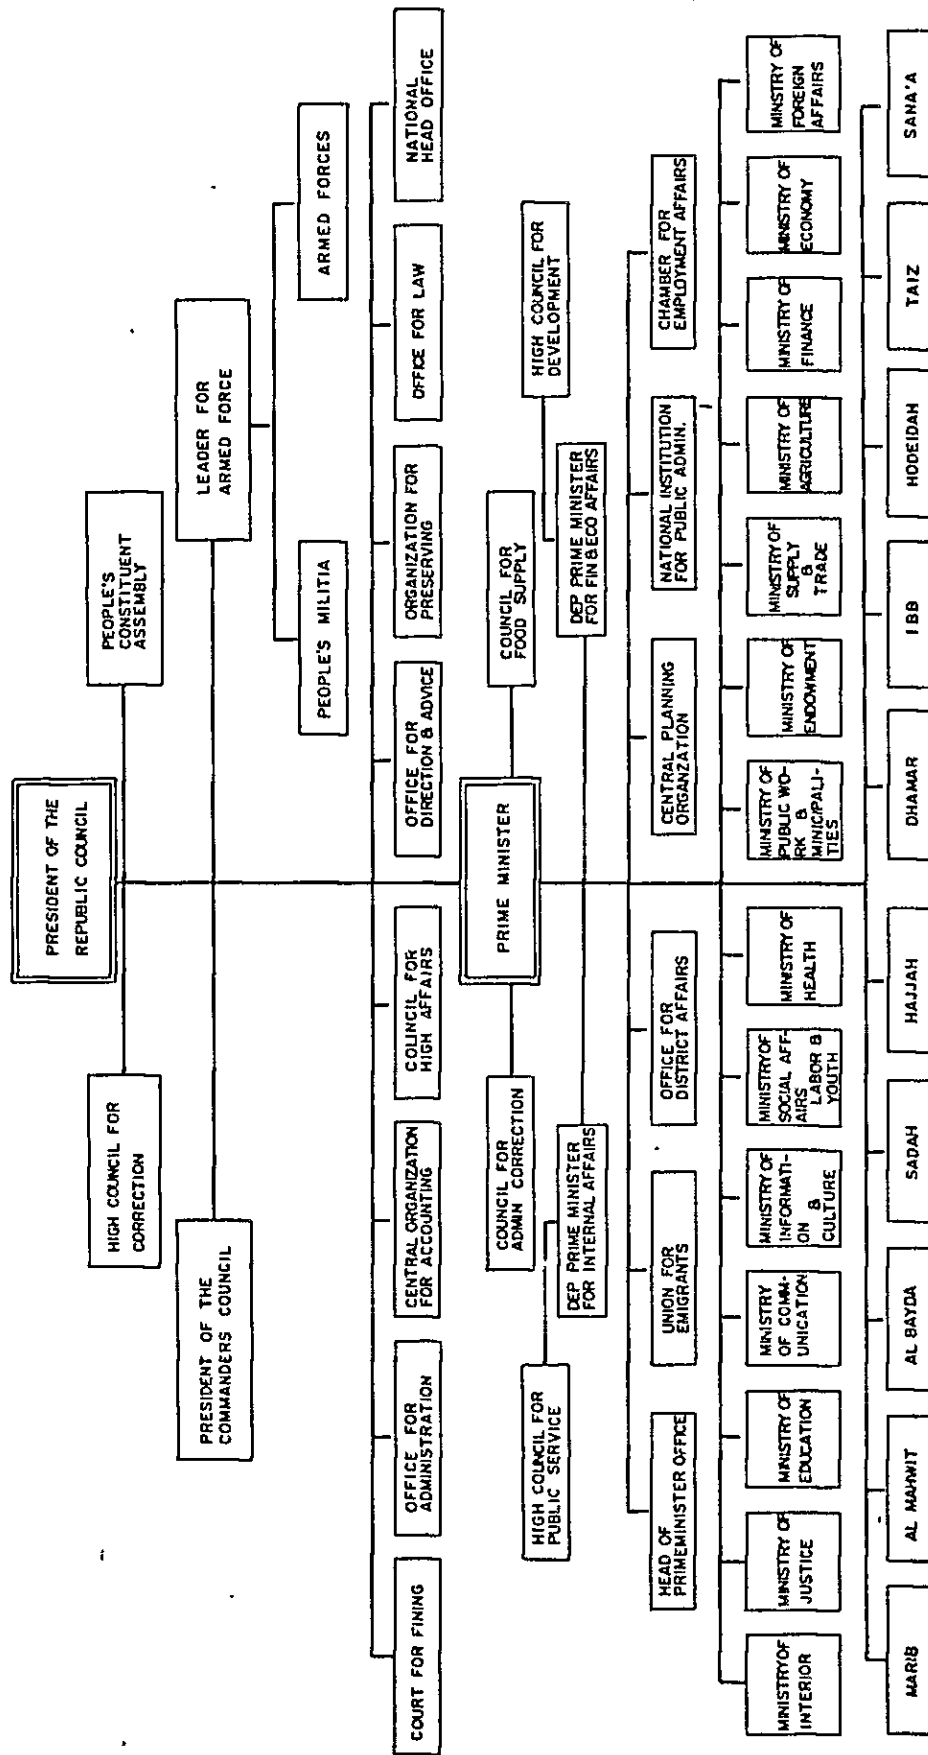 PRESIDENT OF THE
REPUBLIC COUNCIL
HIGH COUNCIL FOR
CORRECTION
PEOPLE'S
CONSTITUENT
ASSEMBLY
PRESIDENT OF THE
COMMANDERS COUNCIL
LEADER FOR
ARMED FORCE
PEOPLE'S MILITIA
ARMED FORCES
COURT FOR FINING
OFFICE FOR
ADMINISTRATION
CENTRAL ORGANIZATION
FOR ACCOUNTING
COUNCIL FOR
HIGH AFFAIRS
OFFICE FOR
DIRECTION & ADVICE
ORGANIZATION FOR
PRESERVING
OFFICE FOR LAW
NATIONAL
HEAD OFFICE
PRIME MINISTER
COUNCIL FOR
ADMIN CORRECTION
COUNCIL FOR
FOOD SUPPLY
HIGH COUNCIL FOR
PUBLIC SERVICE
HIGH COUNCIL FOR
DEVELOPMENT
DEP PRIME MINISTER
FOR INTERNAL AFFAIRS
DEP PRIME MINISTER
FOR FIN & ECO AFFAIRS
HEAD OF
PRIMEMINISTER OFFICE
UNION FOR
EMIGRANTS
OFFICE FOR
DISTRICT AFFAIRS
CENTRAL PLANNING
ORGANZATION
NATIONAL INSTITUTION
FOR PUBLIC ADMIN.
CHAMBER FOR
EMPLOYMENT AFFAIRS
MINISTRY OF
INTERIOR
MINISTRY OF
JUSTICE
MINISTRY OF
EDUCATION
MINISTRY
OF COMM-
UNICATION
MINISTRY OF
INFORMATI-
ON &
CULTURE
MINISTRY OF
SOCIAL AFF-
AIRS LABOR &
YOUTH
MINISTRY OF
HEALTH
MINISTRY OF
PUBLIC WO-
RK &
MINICIPALI-
TIES
MINISTRY OF
ENDOWMENT
MINISTRY OF
SUPPLY
&
TRADE
MINISTRY OF
AGRICULTURE
MINISTRY OF
FINANCE
MINISTRY OF
ECONOMY
MINISTRY OF
FOREIGN
AFFAIRS
MARIB
AL MAHWIT
AL BAYDA
SADAH
HAJJAH
DHAMAR
IBB
HODEIDAH
TAIZ
SANA'A